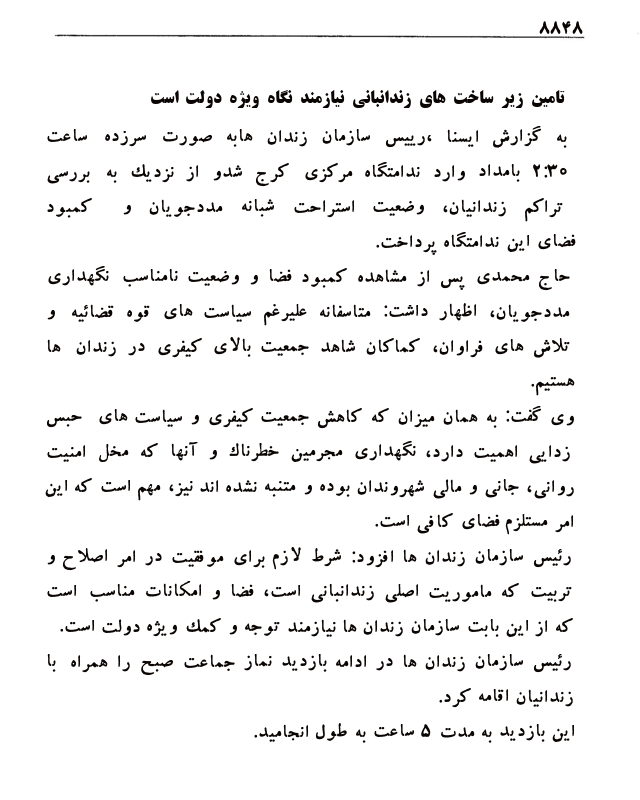 ۸۸۴۸
تامین زیر ساخت های زندانبانی نیازمند نگاه ویژه دولت است
به گزارش ایسنا ،رییس سازمان زندان هابه صورت سرزده ساعت
۲:۳۰ بامداد وارد ندامتگاه مرکزی کرج شدو از نزدیك به بررسی
تراکم زندانیان، وضعیت استراحت شبانه مددجویان و کمبود
فضای این ندامتگاه پرداخت.
حاج محمدی پس از مشاهده کمبود فضا و وضعیت نامناسب نگهداری
مددجویان، اظهار داشت: متاسفانه علیرغم سیاست های قوه قضائیه و
تلاش های فراوان، کماکان شاهد جمعیت بالای کیفری در زندان ها
هستیم.
وی گفت: به همان میزان که کاهش جمعیت کیفری و سیاست های حبس
زدایی اهمیت دارد، نگهداری مجرمین خطرناك و آنها که مخل امنیت
روانی، جانی و مالی شهروندان بوده و متنبه نشده اند نیز، مهم است که این
امر مستلزم فضای کافی است.
رئیس سازمان زندان ها افزود: شرط لازم برای موفقیت در امر اصلاح و
تربیت که ماموریت اصلی زندانبانی است، فضا و امکانات مناسب است
که از این بابت سازمان زندان ها نیازمند توجه و کمك ویژه دولت است.
رئیس سازمان زندان ها در ادامه بازدید نماز جماعت صبح را همراه با
زندانیان اقامه کرد.
این بازدید به مدت ۵ ساعت به طول انجامید.